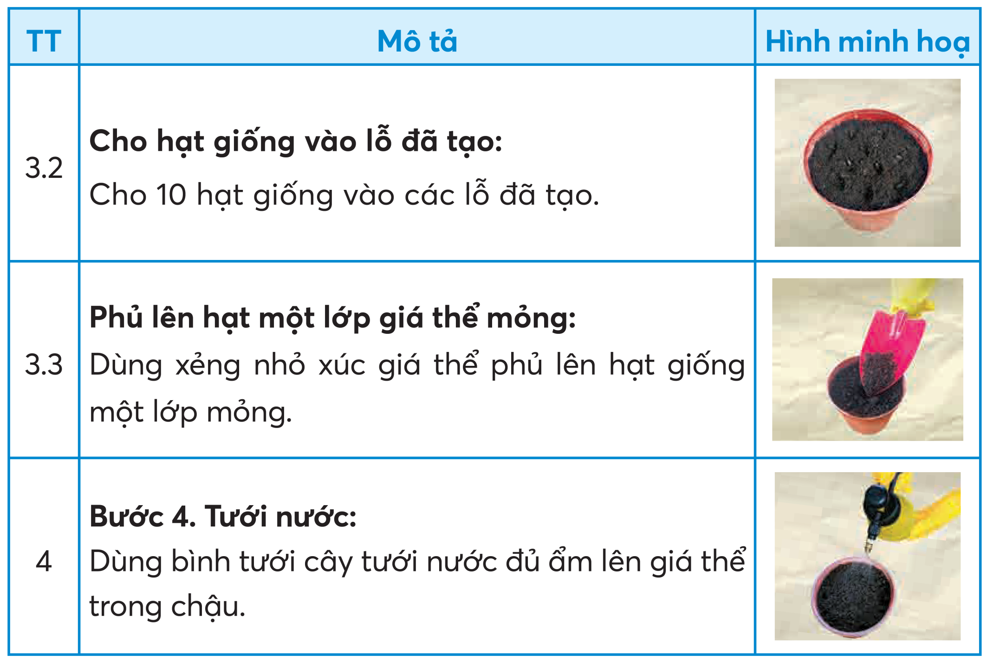 TT Mô tả Hình minh hoạ
3.2
Cho hạt giống vào lỗ đã tạo:
Cho 10 hạt giống vào các lỗ đã tạo.
3.3
Phủ lên hạt một lớp giá thể mỏng:
Dùng xẻng nhỏ xúc giá thể phủ lên hạt giống
một lớp mỏng.
4
Bước 4. Tưới nước:
Dùng bình tưới cây tưới nước đủ ẩm lên giá thể
trong chậu.